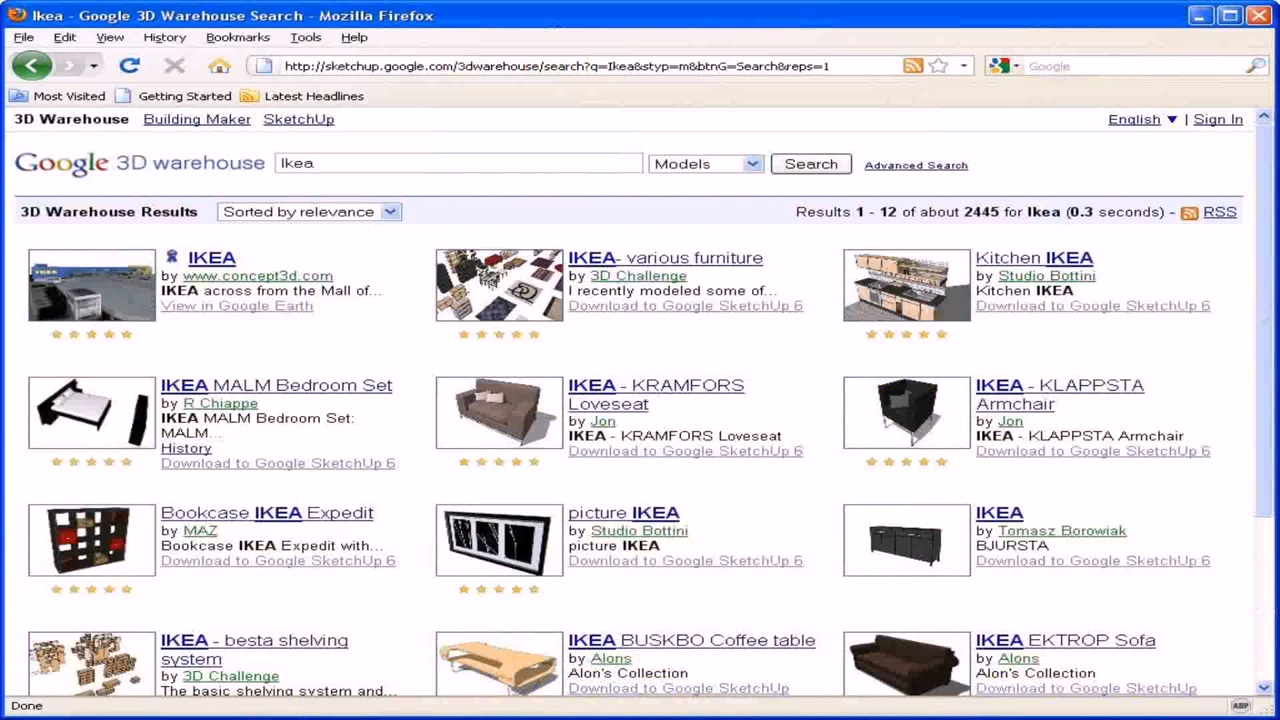 Ikea - Google 3D Warehouse Search - Mozilla Firefox
File Edit View History Bookmarks Tools Help
http://sketchup.google.com/3dwarehouse/search?q=Ikea&styp=m&btnG=Search&reps=1
Google
Most Visited Getting Started Latest Headlines
3D Warehouse Building Maker SketchUp English ▼ | Sign In
Google 3D warehouse Ikea Models Search Advanced Search
3D Warehouse Results Sorted by relevance Results 1 - 12 of about 2445 for Ikea (0.3 seconds) - RSS
IKEA
by www.concept3d.com
IKEA across from the Mall of...
View in Google Earth
IKEA- various furniture
by 3D Challenge
I recently modeled some of...
Download to Google SketchUp 6
Kitchen IKEA
by Studio Bottini
Kitchen IKEA
Download to Google SketchUp 6
IKEA MALM Bedroom Set
by R Chiappe
IKEA MALM Bedroom Set:
MALM...
History
Download to Google SketchUp 6
IKEA - KRAMFORS
Loveseat
by Jon
IKEA - KRAMFORS Loveseat
Download to Google SketchUp 6
IKEA - KLAPPSTA
Armchair
by Jon
IKEA - KLAPPSTA Armchair
Download to Google SketchUp 6
Bookcase IKEA Expedit
by MAZ
Bookcase IKEA Expedit with...
Download to Google SketchUp 6
picture IKEA
by Studio Bottini
picture IKEA
Download to Google SketchUp 6
IKEA
by Tomasz Borowiak
BJURSTA
Download to Google SketchUp 6
IKEA - besta shelving
system
by 3D Challenge
The basic shelving system and...
IKEA BUSKBO Coffee table
by Alons
Alon's Collection
Download to Google SketchUp 6
IKEA EKTROP Sofa
by Alons
Alon's Collection
Download to Google SketchUp 6
Done
ABP